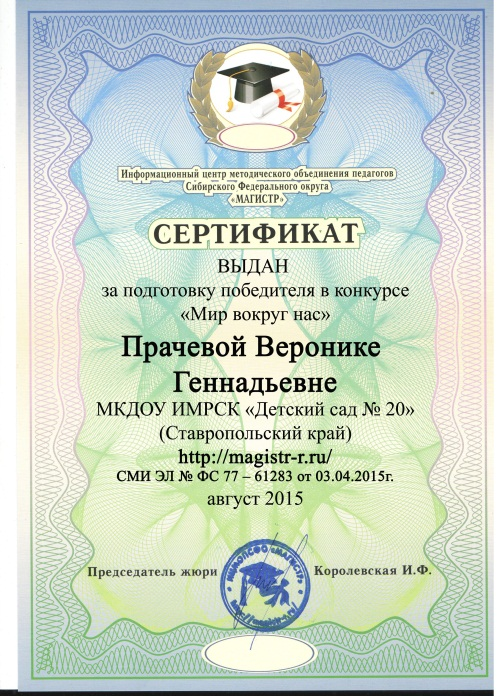 Информационный центр методического объединения педагогов
Сибирского Федерального округа
«МАГИСТР»
СЕРТИФИКАТ
ВЫДАН
за подготовку победителя в конкурсе
«Мир вокруг нас»
Прачевой Веронике
Геннадьевне
МКДОУ ИМРСК «Детский сад № 20»
(Ставропольский край)
http://magistr-r.ru/
СМИ ЭЛ № ФС 77 – 61283 от 03.04.2015г.
август 2015
Председатель жюри
Королевская И.Ф.
«МАГИСТР»